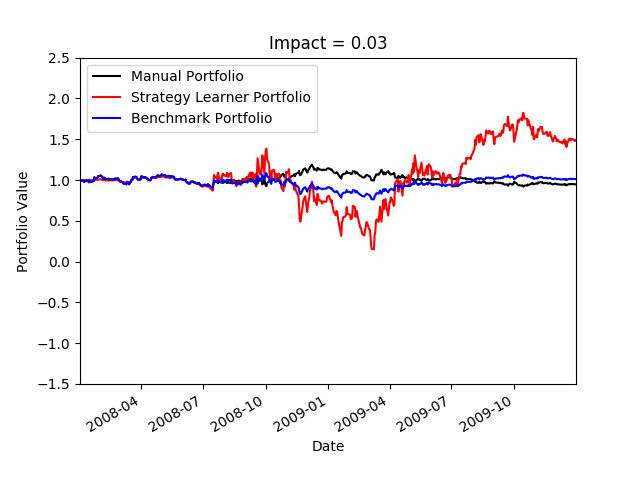 Impact = 0.03
Manual Portfolio
Strategy Learner Portfolio
Benchmark Portfolio
Portfolio Value
2.5
2.0
1.5
1.0
0.5
0.0
−0.5
−1.0
−1.5
2008-04
2008-07
2008-10
2009-01
2009-04
2009-07
2009-10
Date